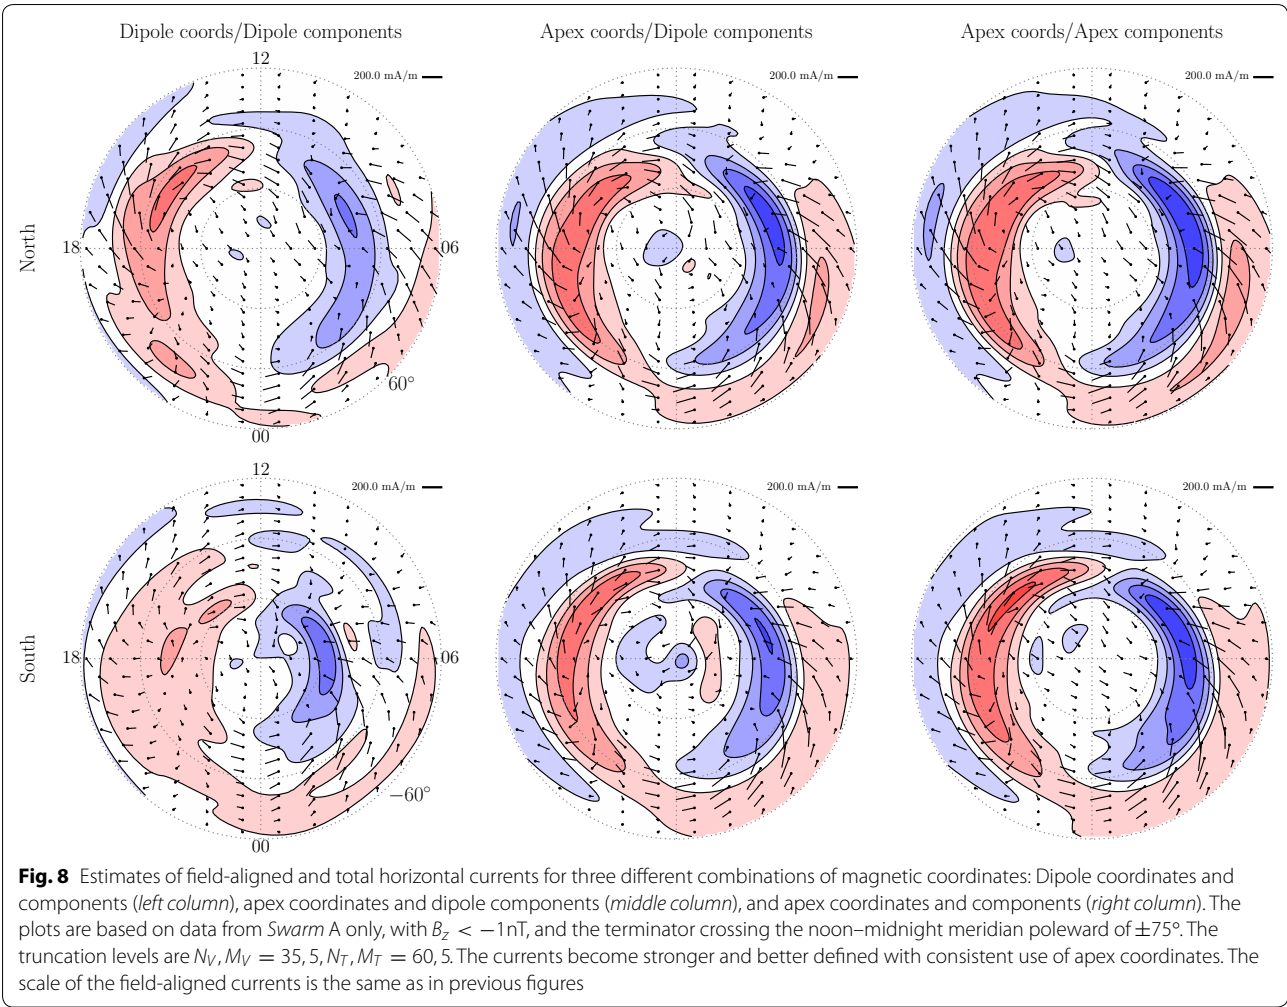 Dipole coords/Dipole components
Apex coords/Dipole components
Apex coords/Apex components
12
200.0 mA/m
200.0 mA/m
200.0 mA/m
North
18
06
60°
00
12
200.0 mA/m
200.0 mA/m
200.0 mA/m
South
18
06
−60°
00
Fig. 8 Estimates of field-aligned and total horizontal currents for three different combinations of magnetic coordinates: Dipole coordinates and
components (left column), apex coordinates and dipole components (middle column), and apex coordinates and components (right column). The
plots are based on data from Swarm A only, with B_z < −1nT, and the terminator crossing the noon–midnight meridian poleward of ±75°. The
truncation levels are N_V, M_V = 35, 5, N_T, M_T = 60, 5. The currents become stronger and better defined with consistent use of apex coordinates. The
scale of the field-aligned currents is the same as in previous figures